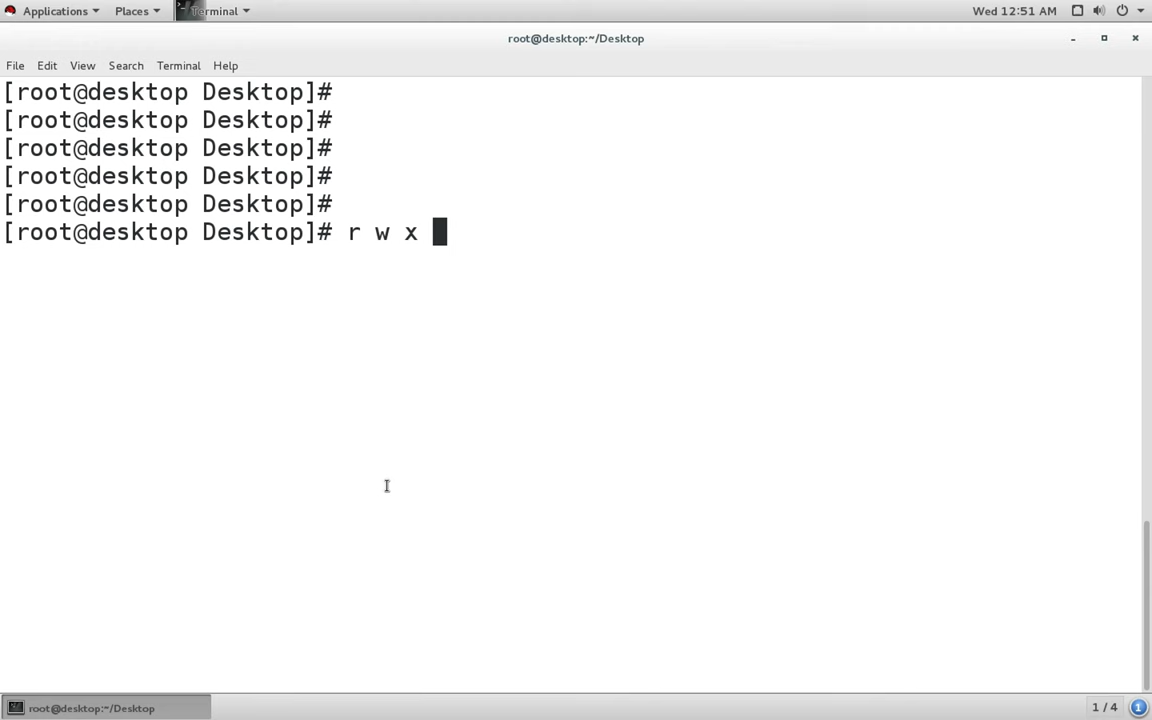 Applications Places Terminal Wed 12:51 AM
root@desktop:~/Desktop
File Edit View Search Terminal Help
[root@desktop Desktop]#
[root@desktop Desktop]#
[root@desktop Desktop]#
[root@desktop Desktop]#
[root@desktop Desktop]#
[root@desktop Desktop]# r w x
root@desktop:~/Desktop 1 / 4 1